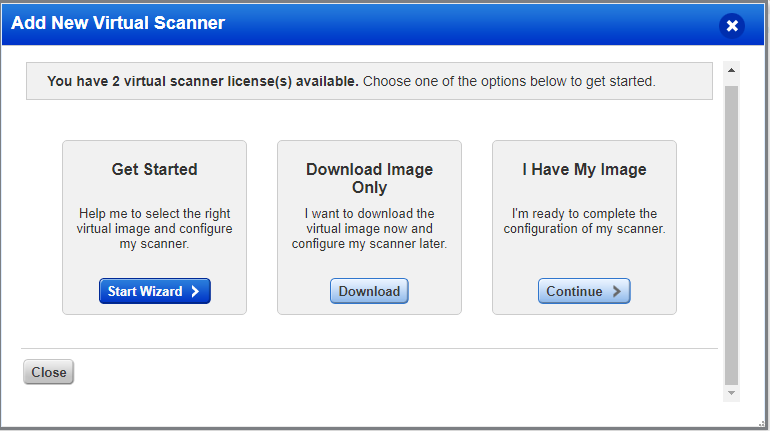 Add New Virtual Scanner
You have 2 virtual scanner license(s) available. Choose one of the options below to get started.
Get Started
Help me to select the right
virtual image and configure
my scanner.
Start Wizard
Download Image
Only
I want to download the
virtual image now and
configure my scanner later.
Download
I Have My Image
I'm ready to complete the
configuration of my scanner.
Continue
Close